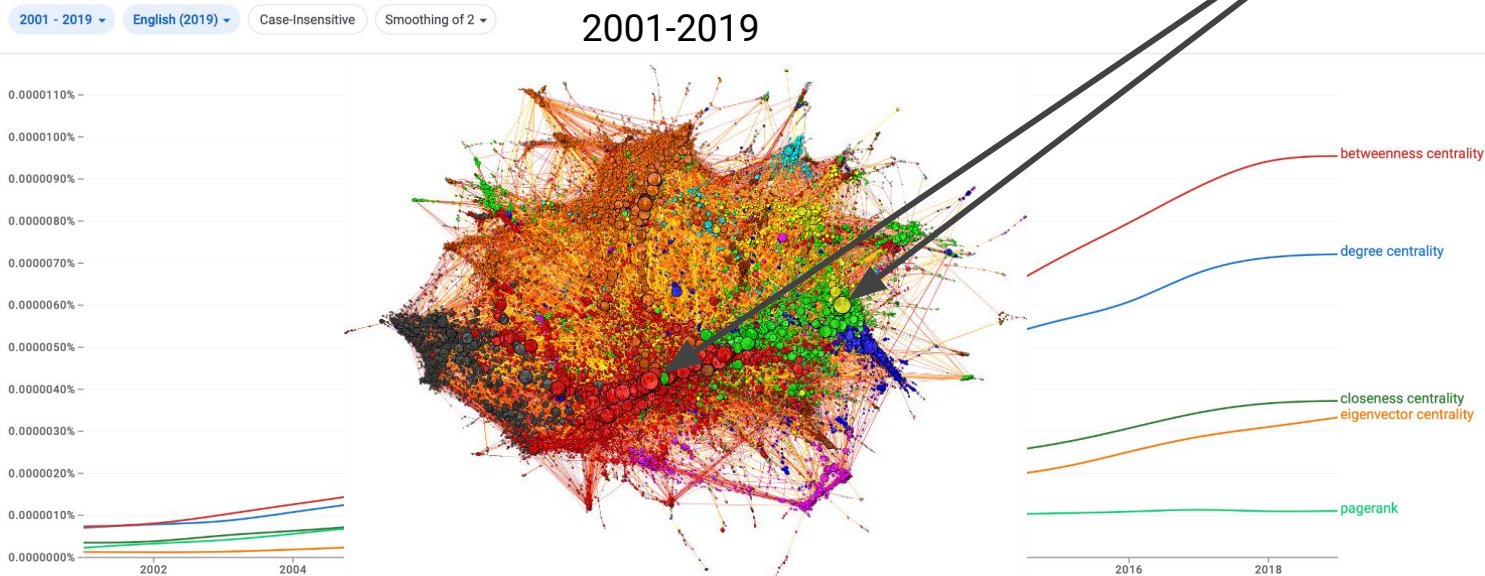 2001 - 2019 English (2019) Case-Insensitive Smoothing of 2
2001-2019
0.0000110%
0.0000100%
0.0000090%
0.0000080%
0.0000070%
0.0000060%
0.0000050%
0.0000040%
0.0000030%
0.0000020%
0.0000010%
0.0000000%
2002 2004 2016 2018
betweenness centrality
degree centrality
closeness centrality
eigenvector centrality
pagerank